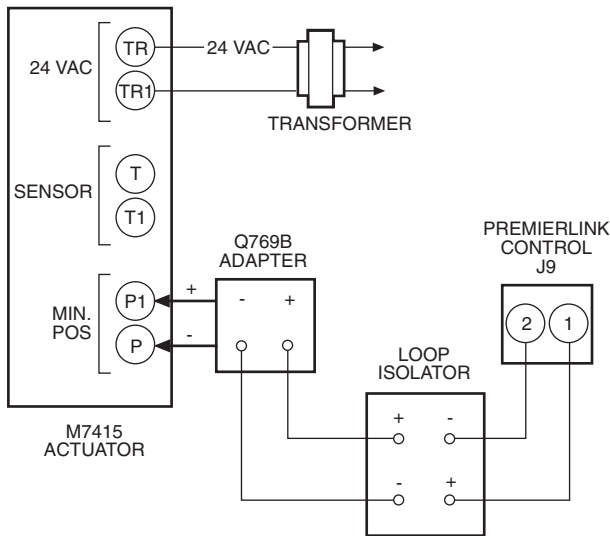 24 VAC
TR
TR1
24 VAC
TRANSFORMER
SENSOR
T
T1
MIN.
POS
P1
P
+
-
Q769B
ADAPTER
- +
M7415
ACTUATOR
PREMIERLINK
CONTROL
J9
2 1
LOOP
ISOLATOR
+ -
- +